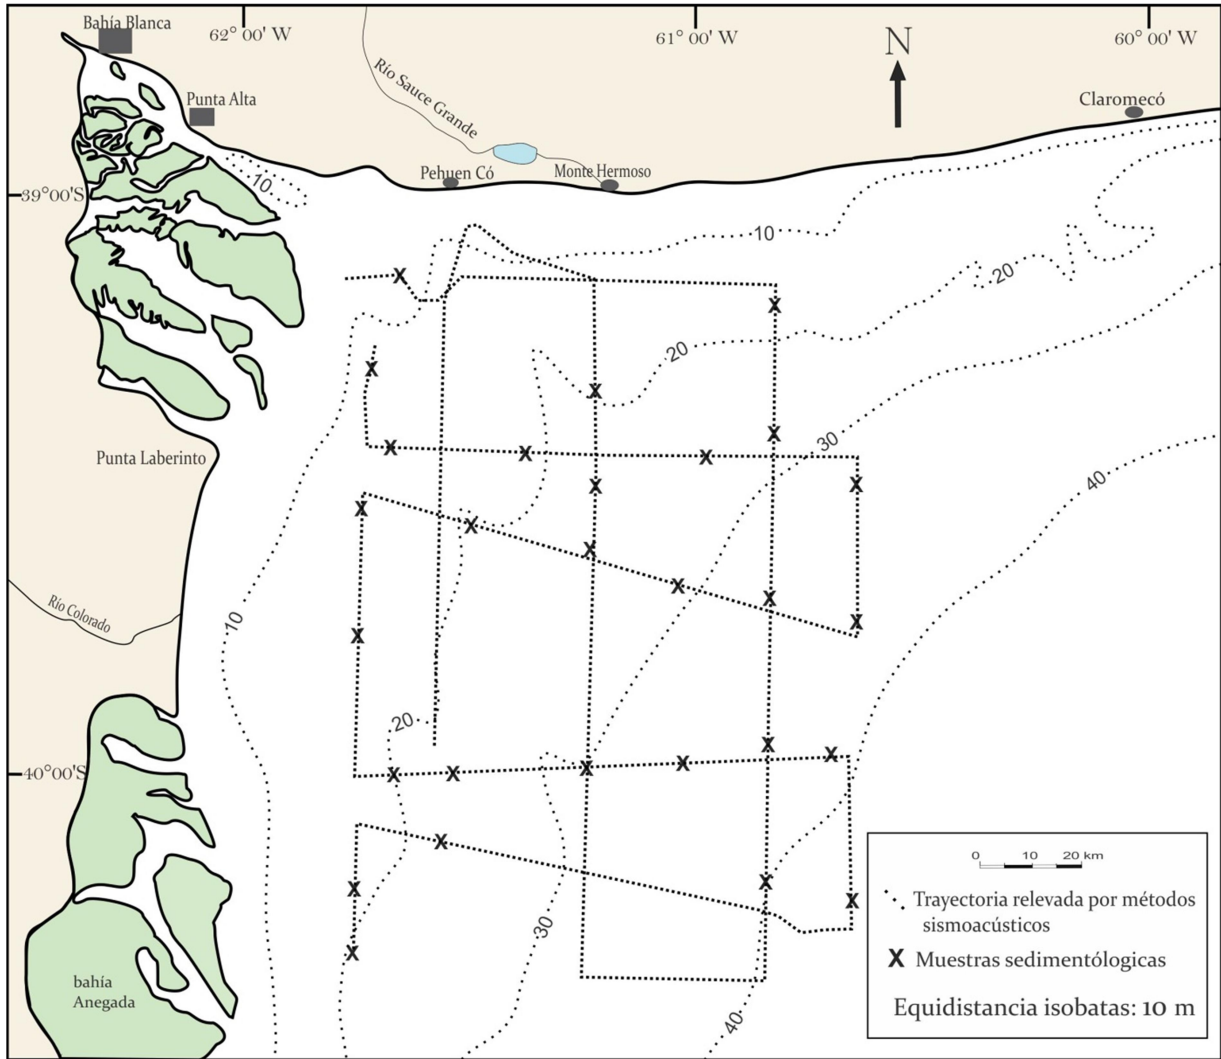 Bahía Blanca
62° 00' W
61° 00' W
60° 00' W
N
Río Sauce Grande
Punta Alta
Claromecó
Pehuen Có
Monte Hermoso
10
39°00'S
10
20
20
30
Punta Laberinto
40
Río Colorado
10
20
40°00'S
30
40
bahía
Anegada
0 10 20 km
Trayectoria relevada por métodos
sismoacústicos
X Muestras sedimentólogicas
Equidistancia isobatas: 10 m